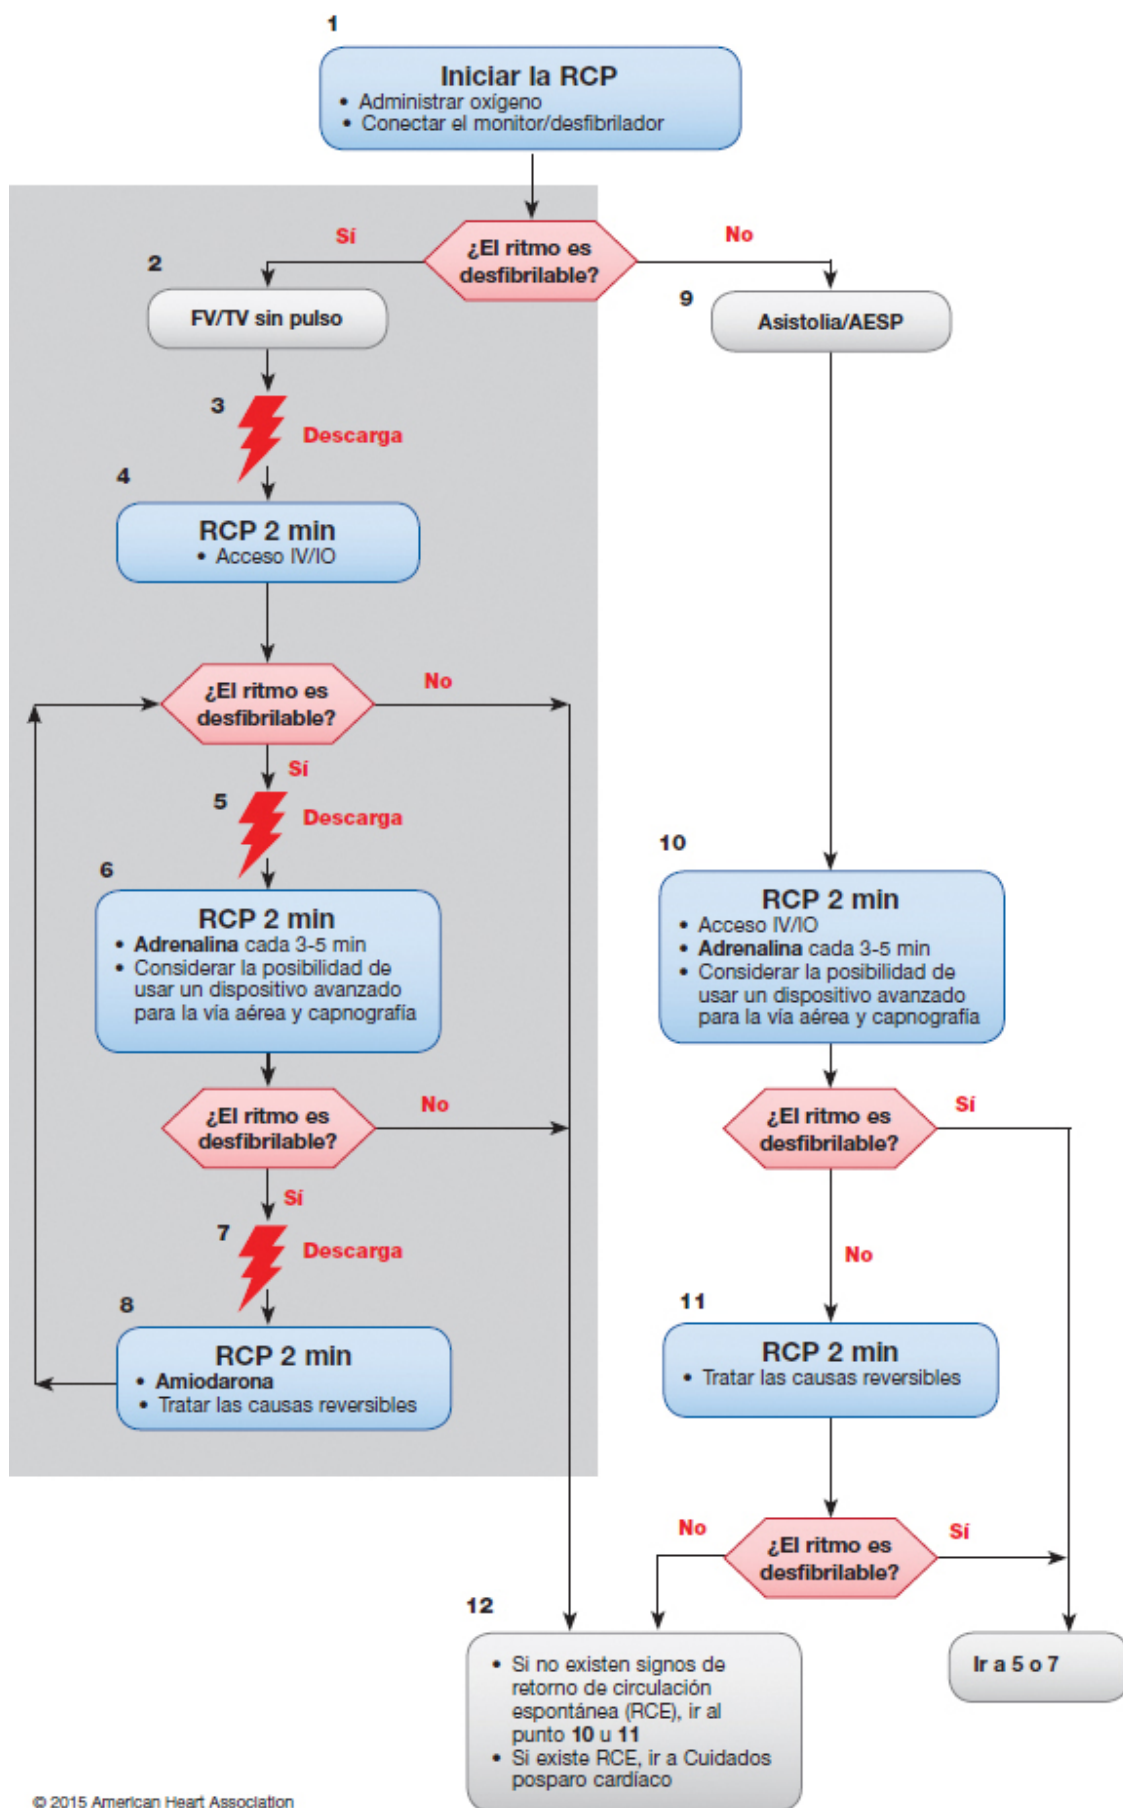 1
Iniciar la RCP
• Administrar oxígeno
• Conectar el monitor/desfibrilador
¿El ritmo es
desfibrilable?
Sí
No
2
FV/TV sin pulso
9
Asistolia/AESP
3
Descarga
4
RCP 2 min
• Acceso IV/IO
¿El ritmo es
desfibrilable?
No
Sí
5
Descarga
6
RCP 2 min
• Adrenalina cada 3-5 min
• Considerar la posibilidad de
usar un dispositivo avanzado
para la vía aérea y capnografía
10
RCP 2 min
• Acceso IV/IO
• Adrenalina cada 3-5 min
• Considerar la posibilidad de
usar un dispositivo avanzado
para la vía aérea y capnografía
¿El ritmo es
desfibrilable?
No
Sí
¿El ritmo es
desfibrilable?
Sí
No
7
Descarga
8
RCP 2 min
• Amiodarona
• Tratar las causas reversibles
11
RCP 2 min
• Tratar las causas reversibles
¿El ritmo es
desfibrilable?
No
Sí
12
• Si no existen signos de
retorno de circulación
espontánea (RCE), ir al
punto 10 u 11
• Si existe RCE, ir a Cuidados
posparo cardíaco
Ir a 5 o 7
© 2015 American Heart Association